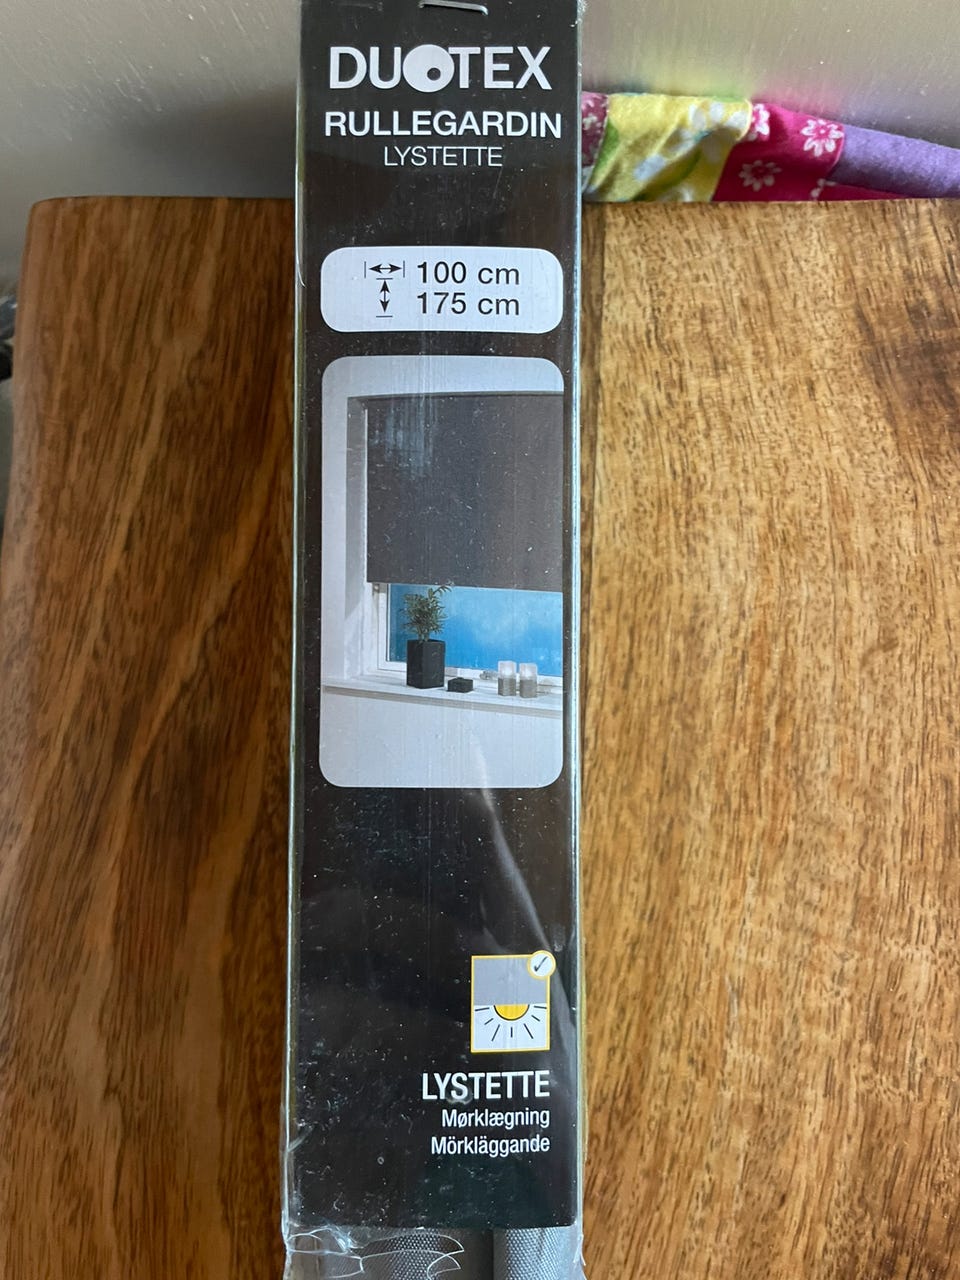 DUOTEX
RULLEGARDIN
LYSTETTE
100 cm
175 cm
LYSTETTE
Mørklægning
Mörkläggande